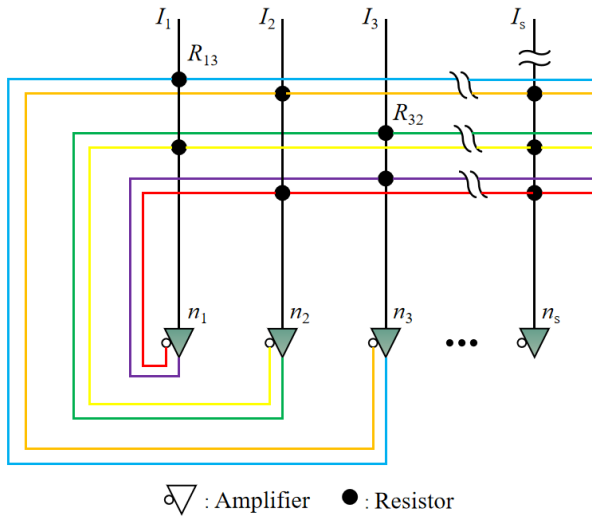 I₁ I₂ I₃ Iₛ
R₁₃
R₃₂
n₁ n₂ n₃ nₛ
: Amplifier : Resistor